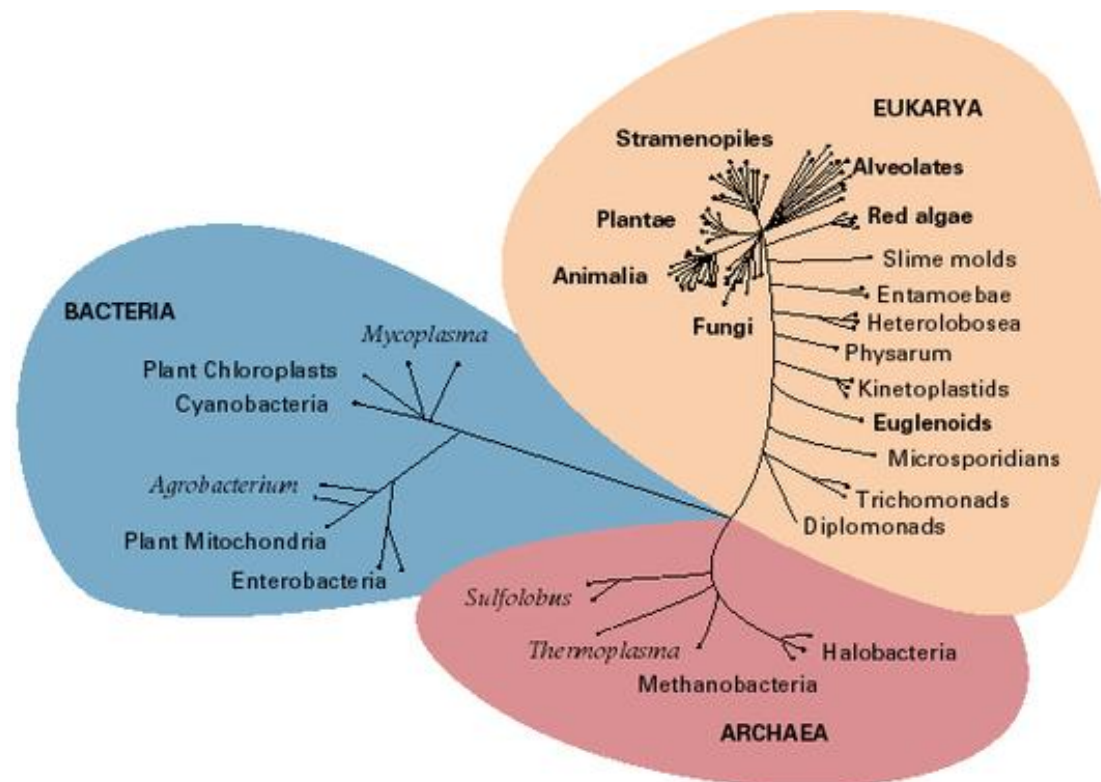 EUKARYA
Stramenopiles
Alveolates
Plantae
Red algae
Slime molds
Animalia
Entamoebae
Heterolobosea
Fungi
Physarum
Kinetoplastids
Euglenoids
Microsporidians
Trichomonads
Diplomonads
BACTERIA
Mycoplasma
Plant Chloroplasts
Cyanobacteria
Agrobacterium
Plant Mitochondria
Enterobacteria
Sulfolobus
Thermoplasma
Halobacteria
Methanobacteria
ARCHAEA